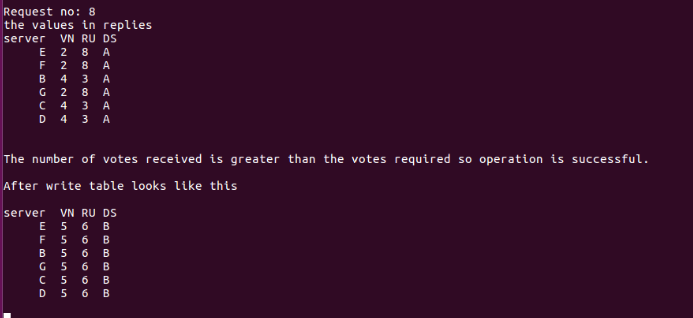 Request no: 8
the values in replies
server  VN RU DS
     E  2  8  A
     F  2  8  A
     B  4  3  A
     G  2  8  A
     C  4  3  A
     D  4  3  A
The number of votes received is greater than the votes required so operation is successful.
After write table looks like this
server  VN RU DS
     E  5  6  B
     F  5  6  B
     B  5  6  B
     G  5  6  B
     C  5  6  B
     D  5  6  B